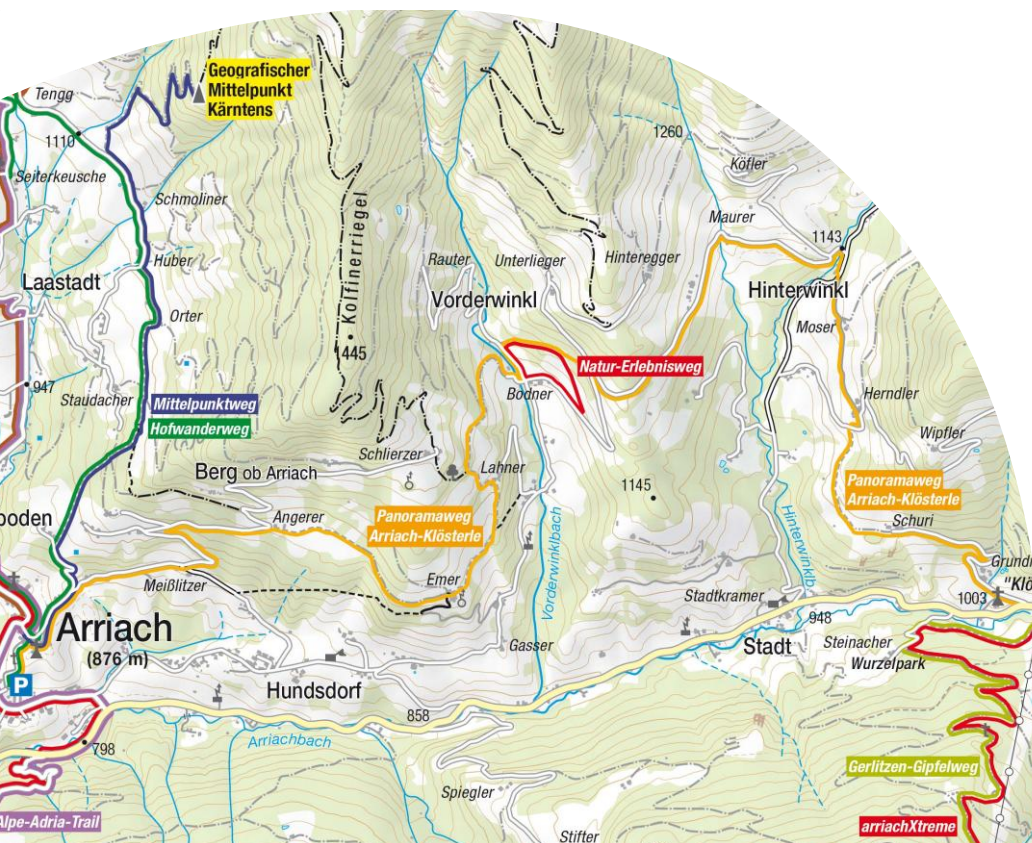 Geografischer
Mittelpunkt
Kärntens
Tengg
1110
1260
Köfler
Seiterkeusche
Schmoliner
Maurer
1143
Huber
Rauter
Unterlieger
Hinteregger
Laastadt
Kolfinerriegel
Vorderwinkl
Hinterwinkl
Orter
Moser
1445
Natur-Erlebnisweg
947
Staudacher
Mittelpunktweg
Hofwanderweg
Bodner
Herndler
Wipfler
Schlierzer
Berg ob Arriach
Lahner
1145
Panoramaweg
Arriach-Klösterle
boden
Angerer
Panoramaweg
Arriach-Klösterle
Schuri
Vorderwinklbach
Hinterwinklb
Meißlitzer
Emer
Stadtkramer
1003
"Klö
Arriach
(876 m)
Gasser
948
Stadt
Steinacher
Wurzelpark
P
Hundsdorf
858
Arriachbach
798
Gerlitzen-Gipfelweg
Spiegler
Alpe-Adria-Trail
Stifter
arriachXtreme